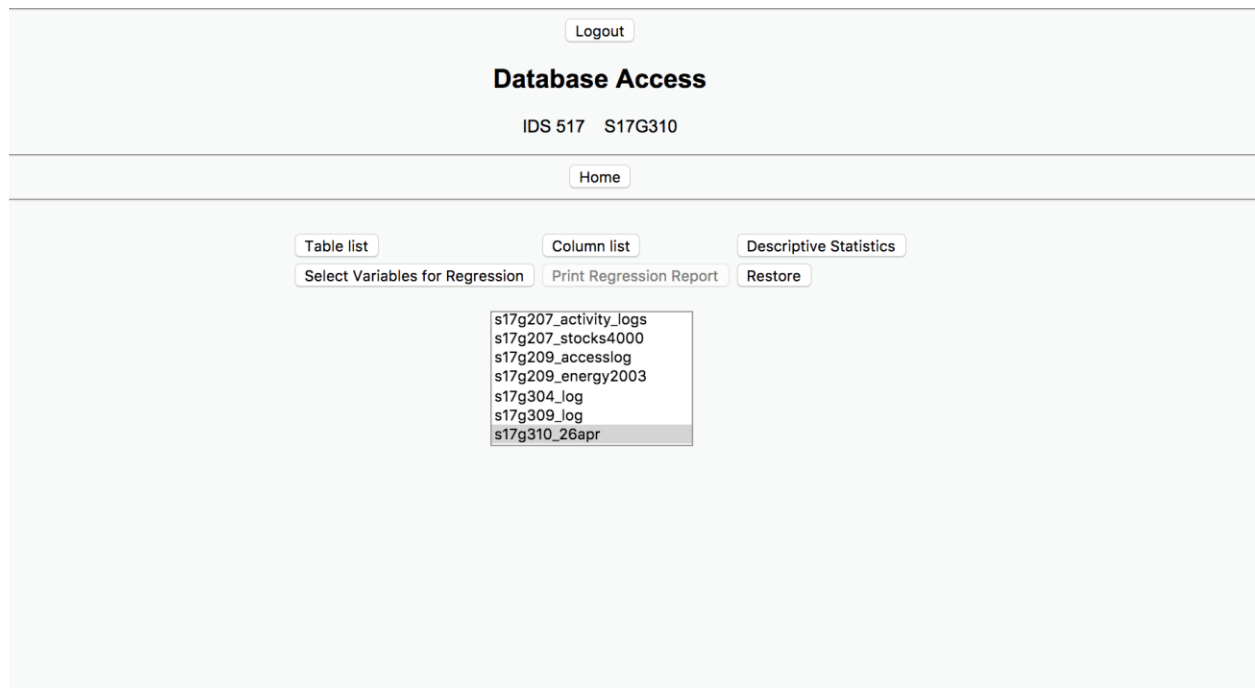 Logout
Database Access
IDS 517 S17G310
Home
Table list Column list Descriptive Statistics
Select Variables for Regression Print Regression Report Restore
s17g207_activity_logs
s17g207_stocks4000
s17g209_accesslog
s17g209_energy2003
s17g304_log
s17g309_log
s17g310_26apr